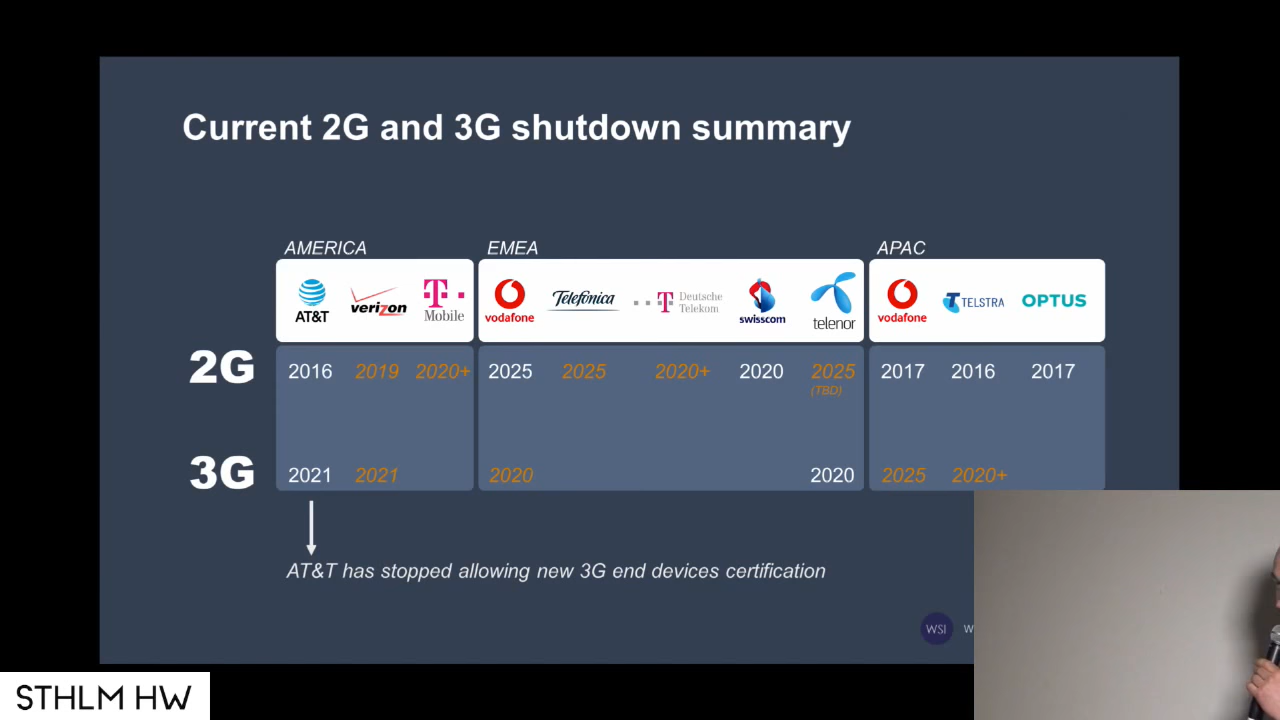 Current 2G and 3G shutdown summary
AMERICA
EMEA
APAC
AT&T
verizon
T
Mobile
vodafone
Telefónica
T Deutsche Telekom
swisscom
telenor
vodafone
TELSTRA
OPTUS
2G
2016 2019 2020+ 2025 2025 2020+ 2020 2025 2017 2016 2017
(TBD)
3G
2021 2021 2020 2020 2025 2020+
AT&T has stopped allowing new 3G end devices certification
WSI W
STHLM HW